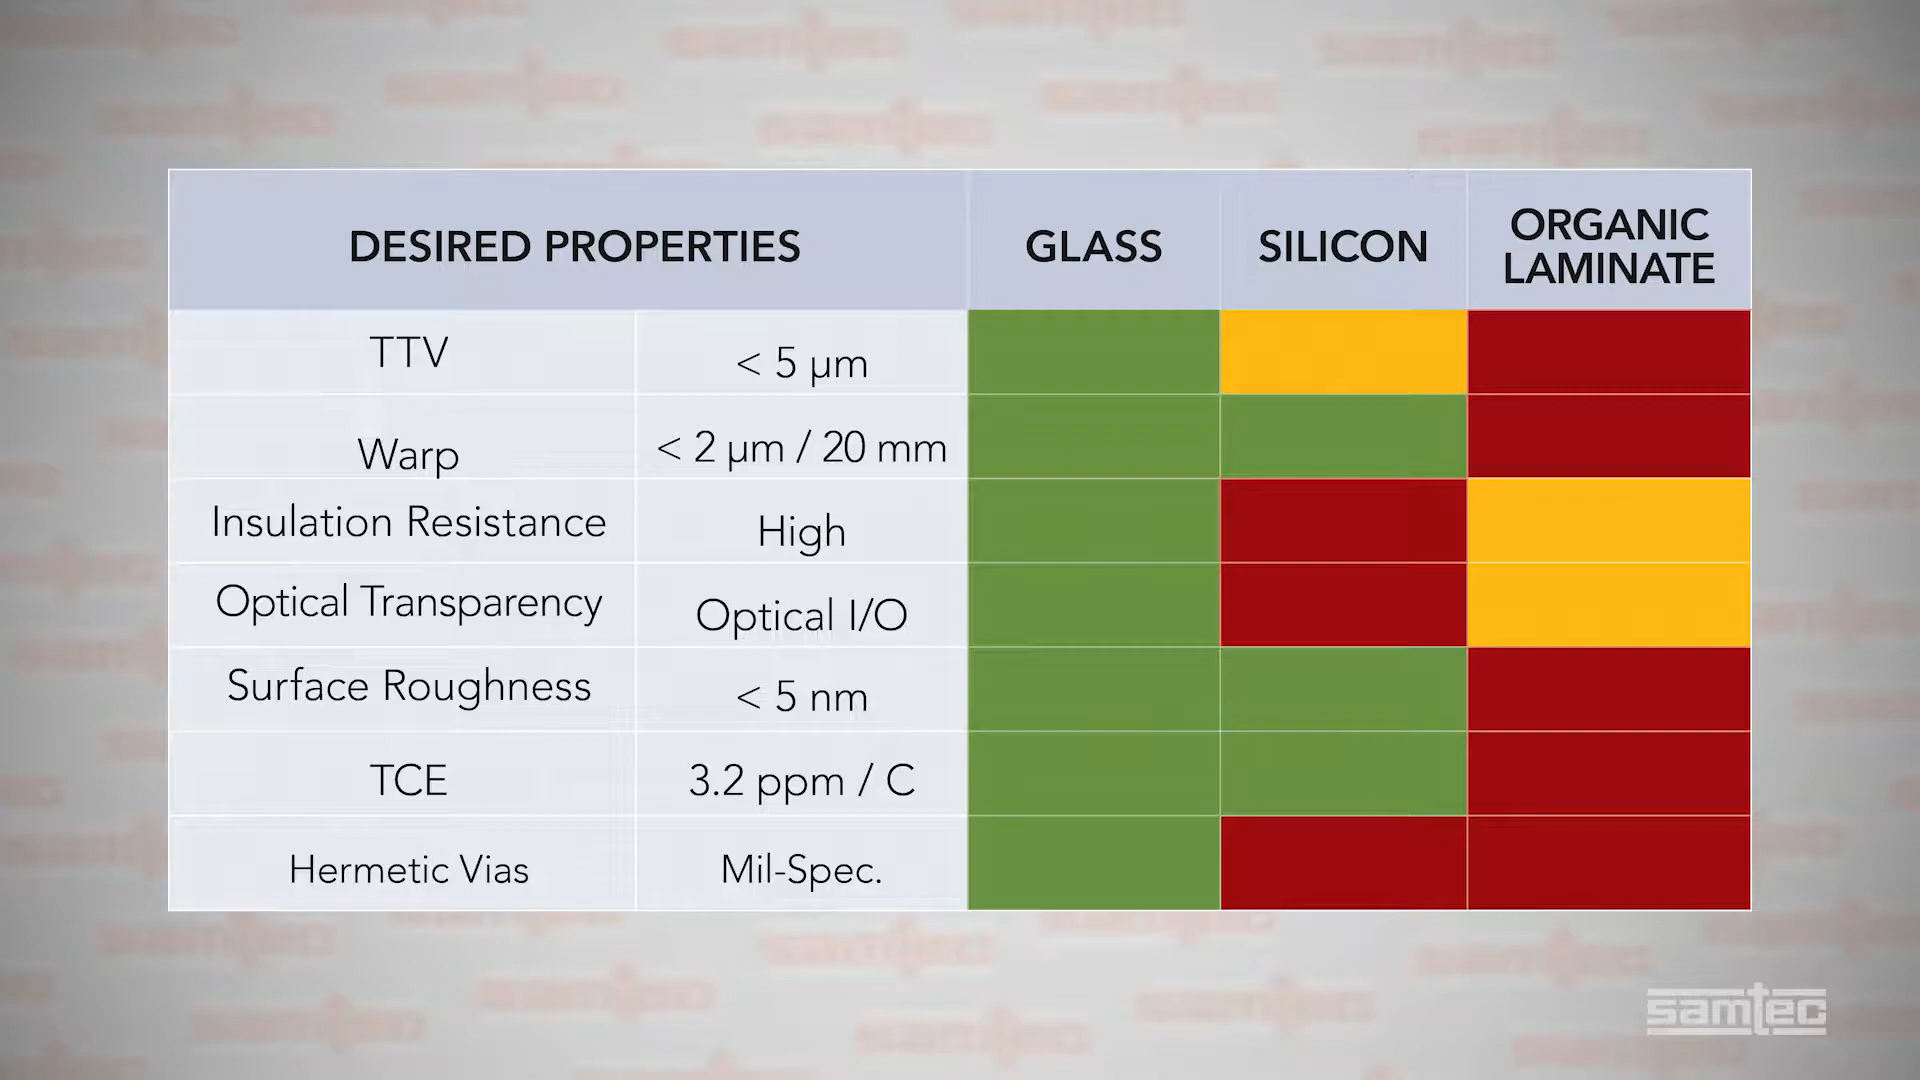 DESIRED PROPERTIES GLASS SILICON ORGANIC LAMINATE
TTV < 5 µm
Warp < 2 µm / 20 mm
Insulation Resistance High
Optical Transparency Optical I/O
Surface Roughness < 5 nm
TCE 3.2 ppm / C
Hermetic Vias Mil-Spec.
samtec